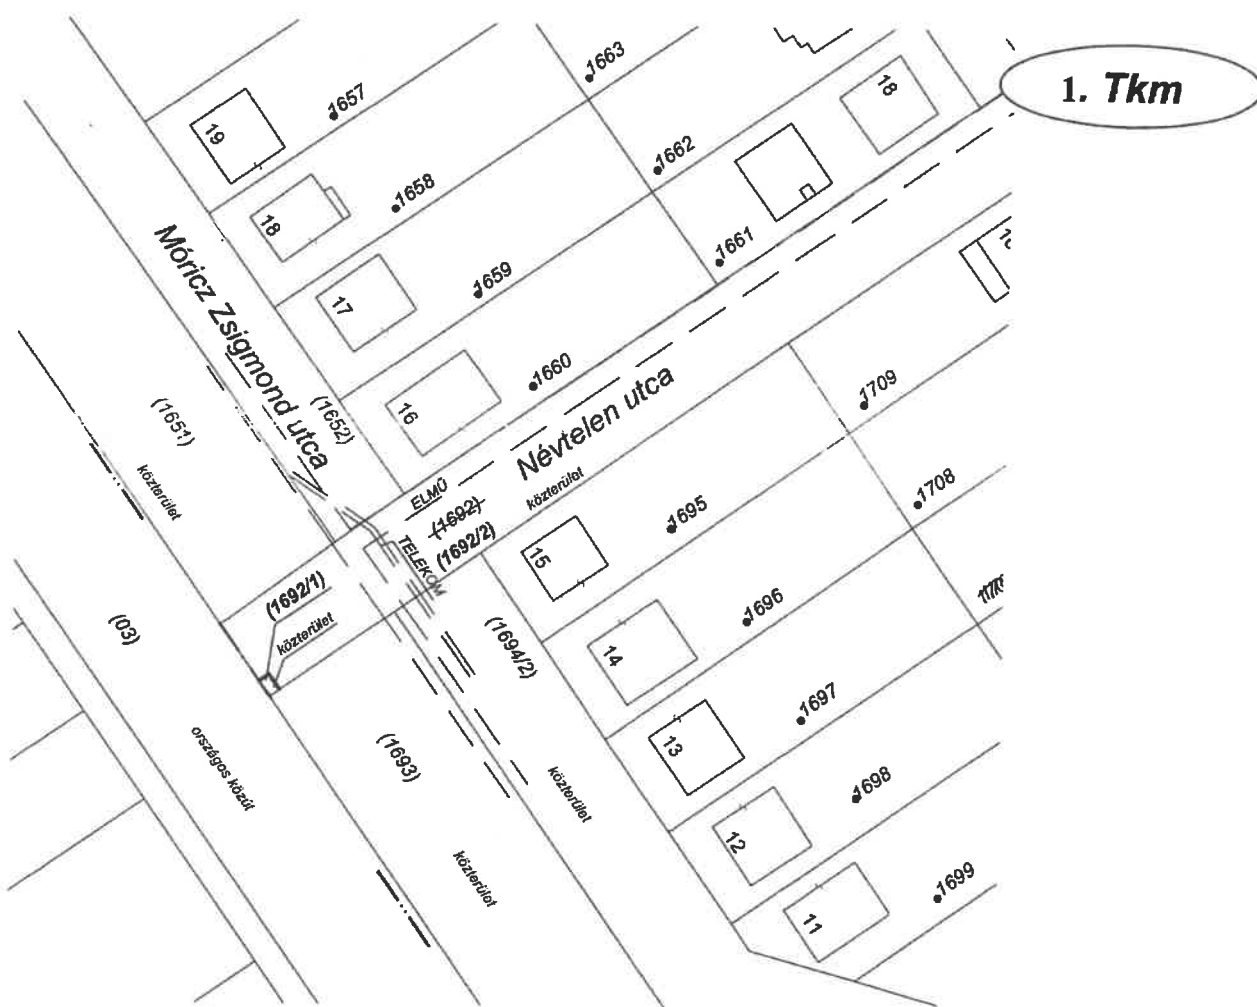 1. Tkm
1663
1657
19
18
1662
1658
18
1661
Móricz Zsigmond utca
1659
17
1660
(1652)
16
(1651)
közterület
Névtelen utca
1709
ELMŰ
(1692)
közterület
(1692/2)
1695
1708
TELEKOM
15
(1692/1)
közterület
(03)
(1694/2)
1696
14
országos közút
(1693)
1697
13
közterület
1698
12
közterület
1699
11